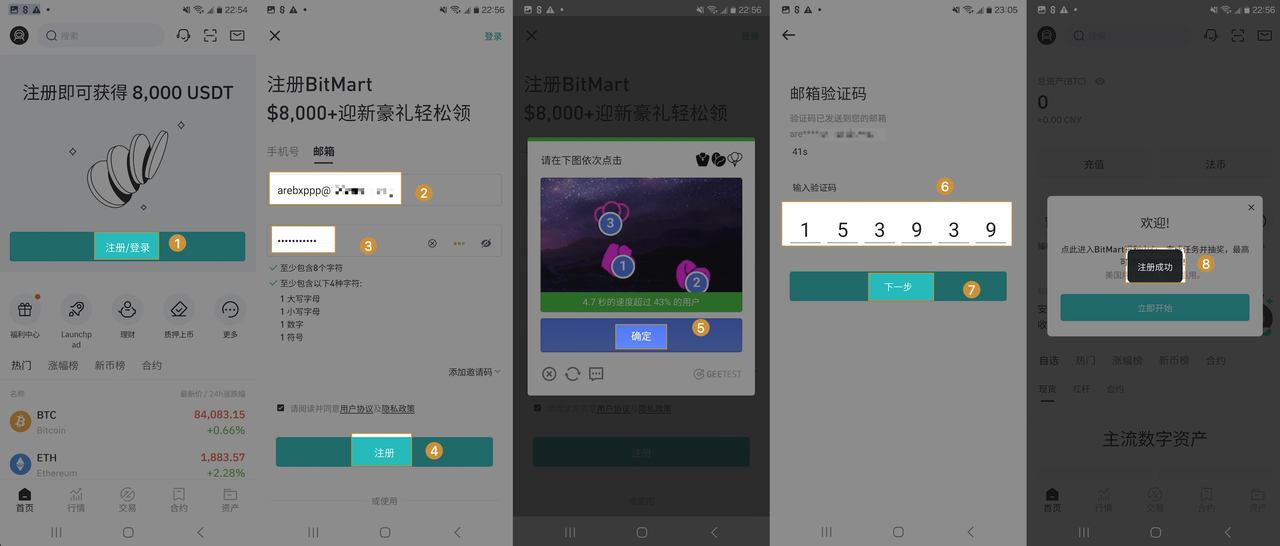 22:54
搜索
注册即可获得 8,000 USDT
注册/登录
1
福利中心
Launchpad
理财
质押上币
更多
热门 涨幅榜 新币榜 合约
名称 最新价 / 24h涨跌幅
BTC 84,083.15
Bitcoin +0.66%
ETH 1,883.57
Ethereum +2.28%
首页 行情 交易 合约 资产
22:56
登录
注册BitMart
$8,000+迎新豪礼轻松领
手机号 邮箱
arebxppp@
2
3
至少包含8个字符
至少包含以下4种字符:
1 大写字母
1 小写字母
1 数字
1 符号
添加邀请码
请阅读并同意用户协议及隐私政策
注册
4
或使用
22:56
登录
注册BitMart
$8,000+迎新豪礼轻松领
请在下图依次点击
3
1
2
4.7 秒的速度超过 43% 的用户
确定
5
GEETEST
请阅读并同意用户协议及隐私政策
注册
或使用
23:05
邮箱验证码
验证码已发送到您的邮箱
are****
41s
输入验证码
6
1 5 3 9 3 9
下一步
7
22:56
搜索
总资产(BTC)
0
≈0.00 CNY
充值 法币
欢迎!
点此进入BitMart 任务并抽奖，最高
注册成功
8
美国 用。
立即开始
自选 热门 涨幅榜 新币榜 合约
现货 杠杆 合约
主流数字资产
首页 行情 交易 合约 资产